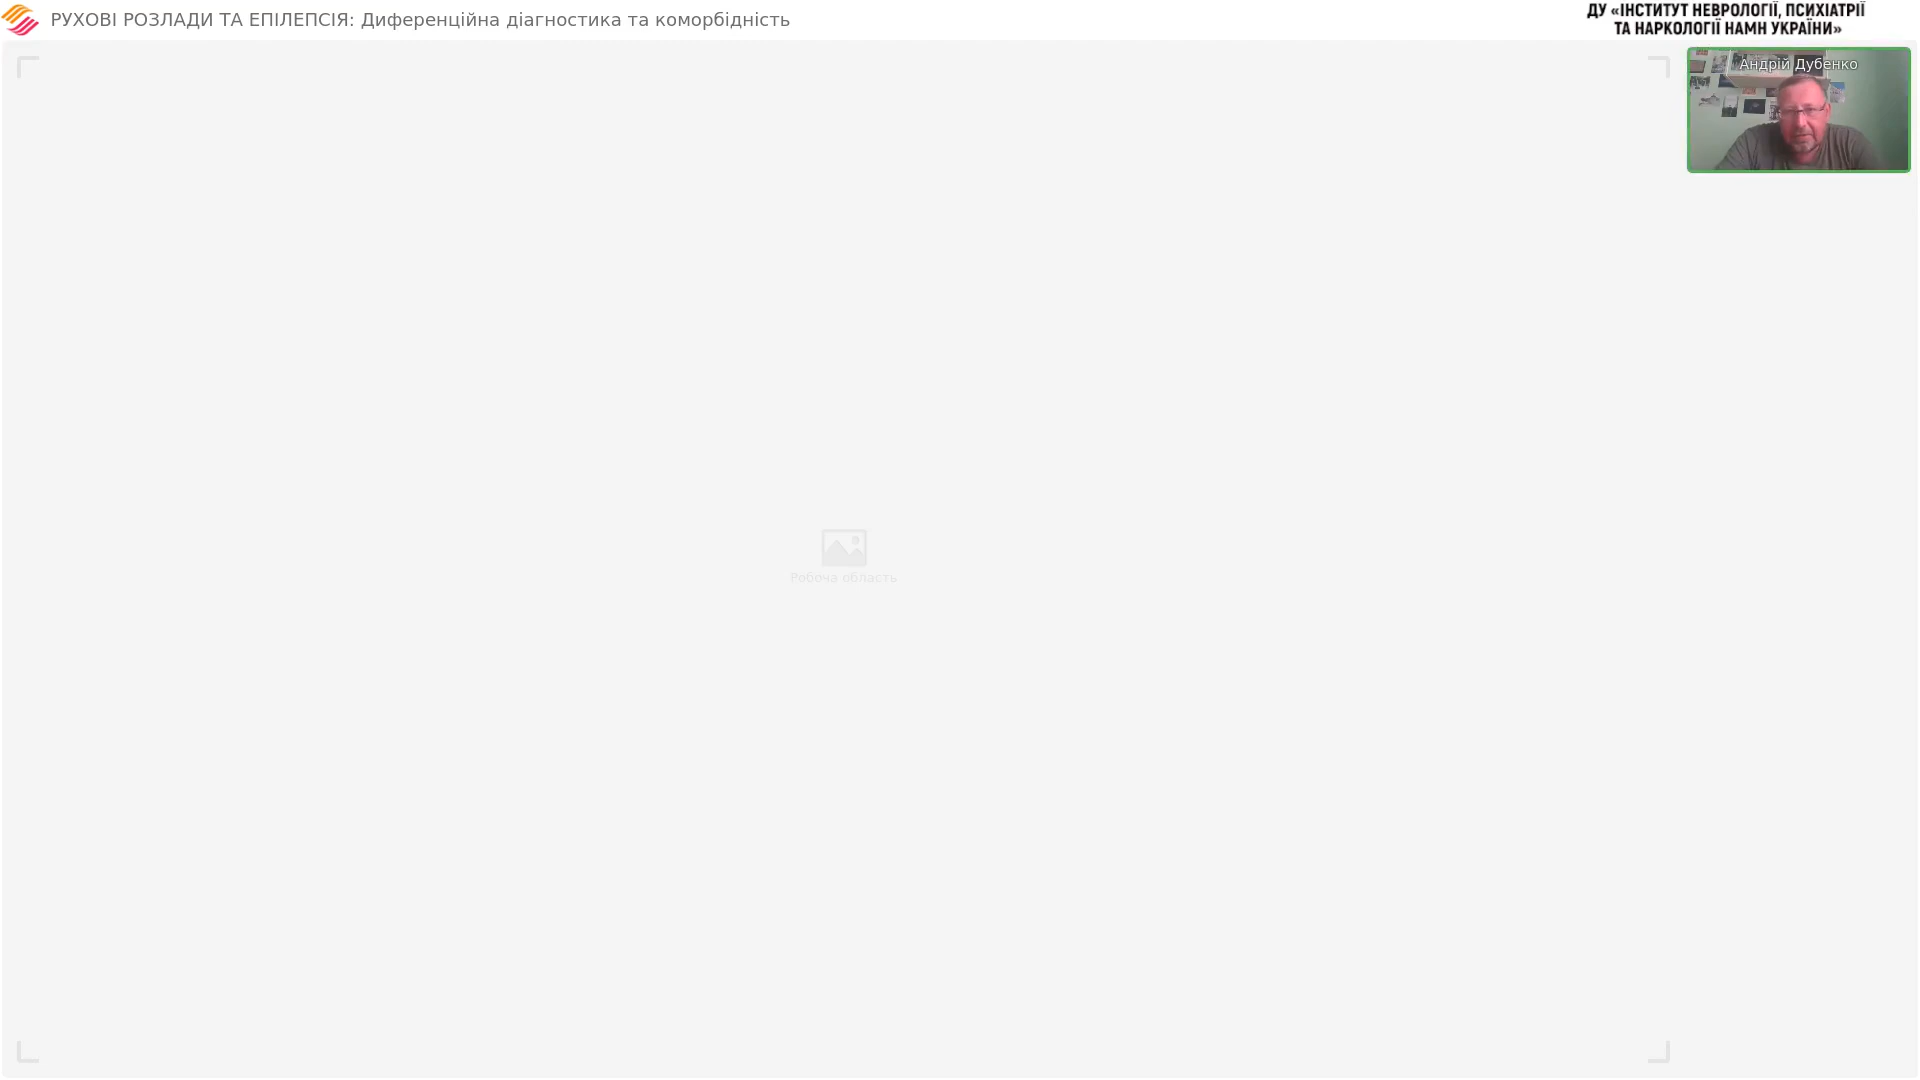 РУХОВІ РОЗЛАДИ ТА ЕПІЛЕПСІЯ: Диференційна діагностика та коморбідність
ДУ «ІНСТИТУТ НЕВРОЛОГІЇ, ПСИХІАТРІЇ
ТА НАРКОЛОГІЇ НАМН УКРАЇНИ»
Андрій Дубенко
Робоча область